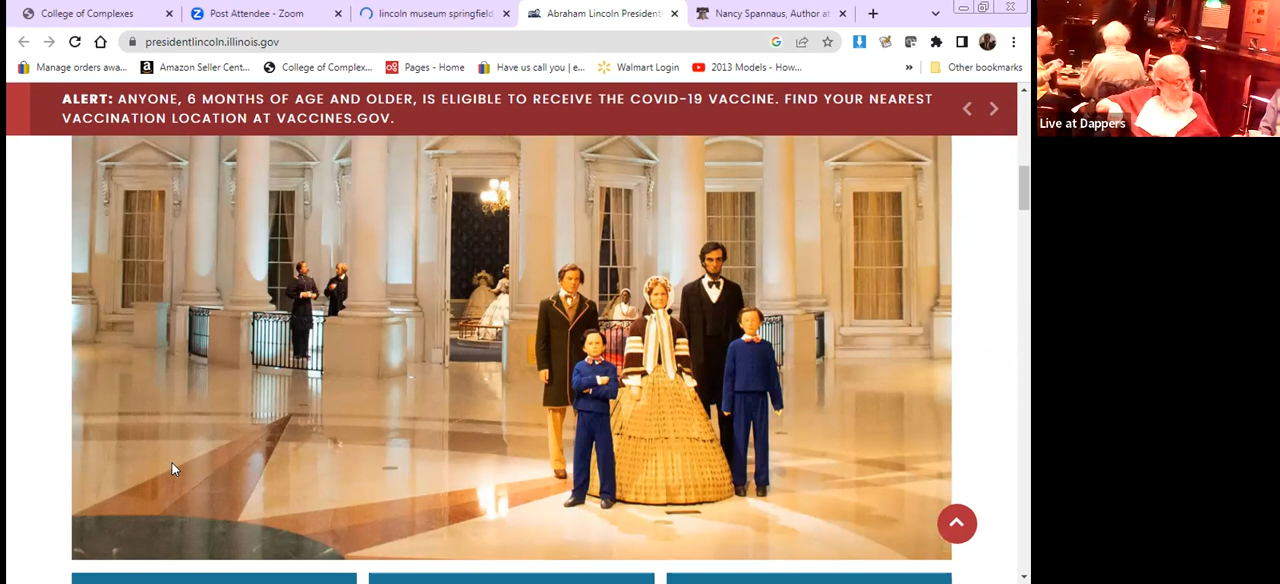 College of Complexes
Post Attendee - Zoom
lincoln museum springfield
Abraham Lincoln President
Nancy Spannaus, Author a
presidentlincoln.illinois.gov
Manage orders awa...
Amazon Seller Cent...
College of Complex...
Pages - Home
Have us call you | e...
Walmart Login
2013 Models - How...
»
Other bookmarks
ALERT: ANYONE, 6 MONTHS OF AGE AND OLDER, IS ELIGIBLE TO RECEIVE THE COVID-19 VACCINE. FIND YOUR NEAREST
VACCINATION LOCATION AT VACCINES.GOV.
Live at Dappers